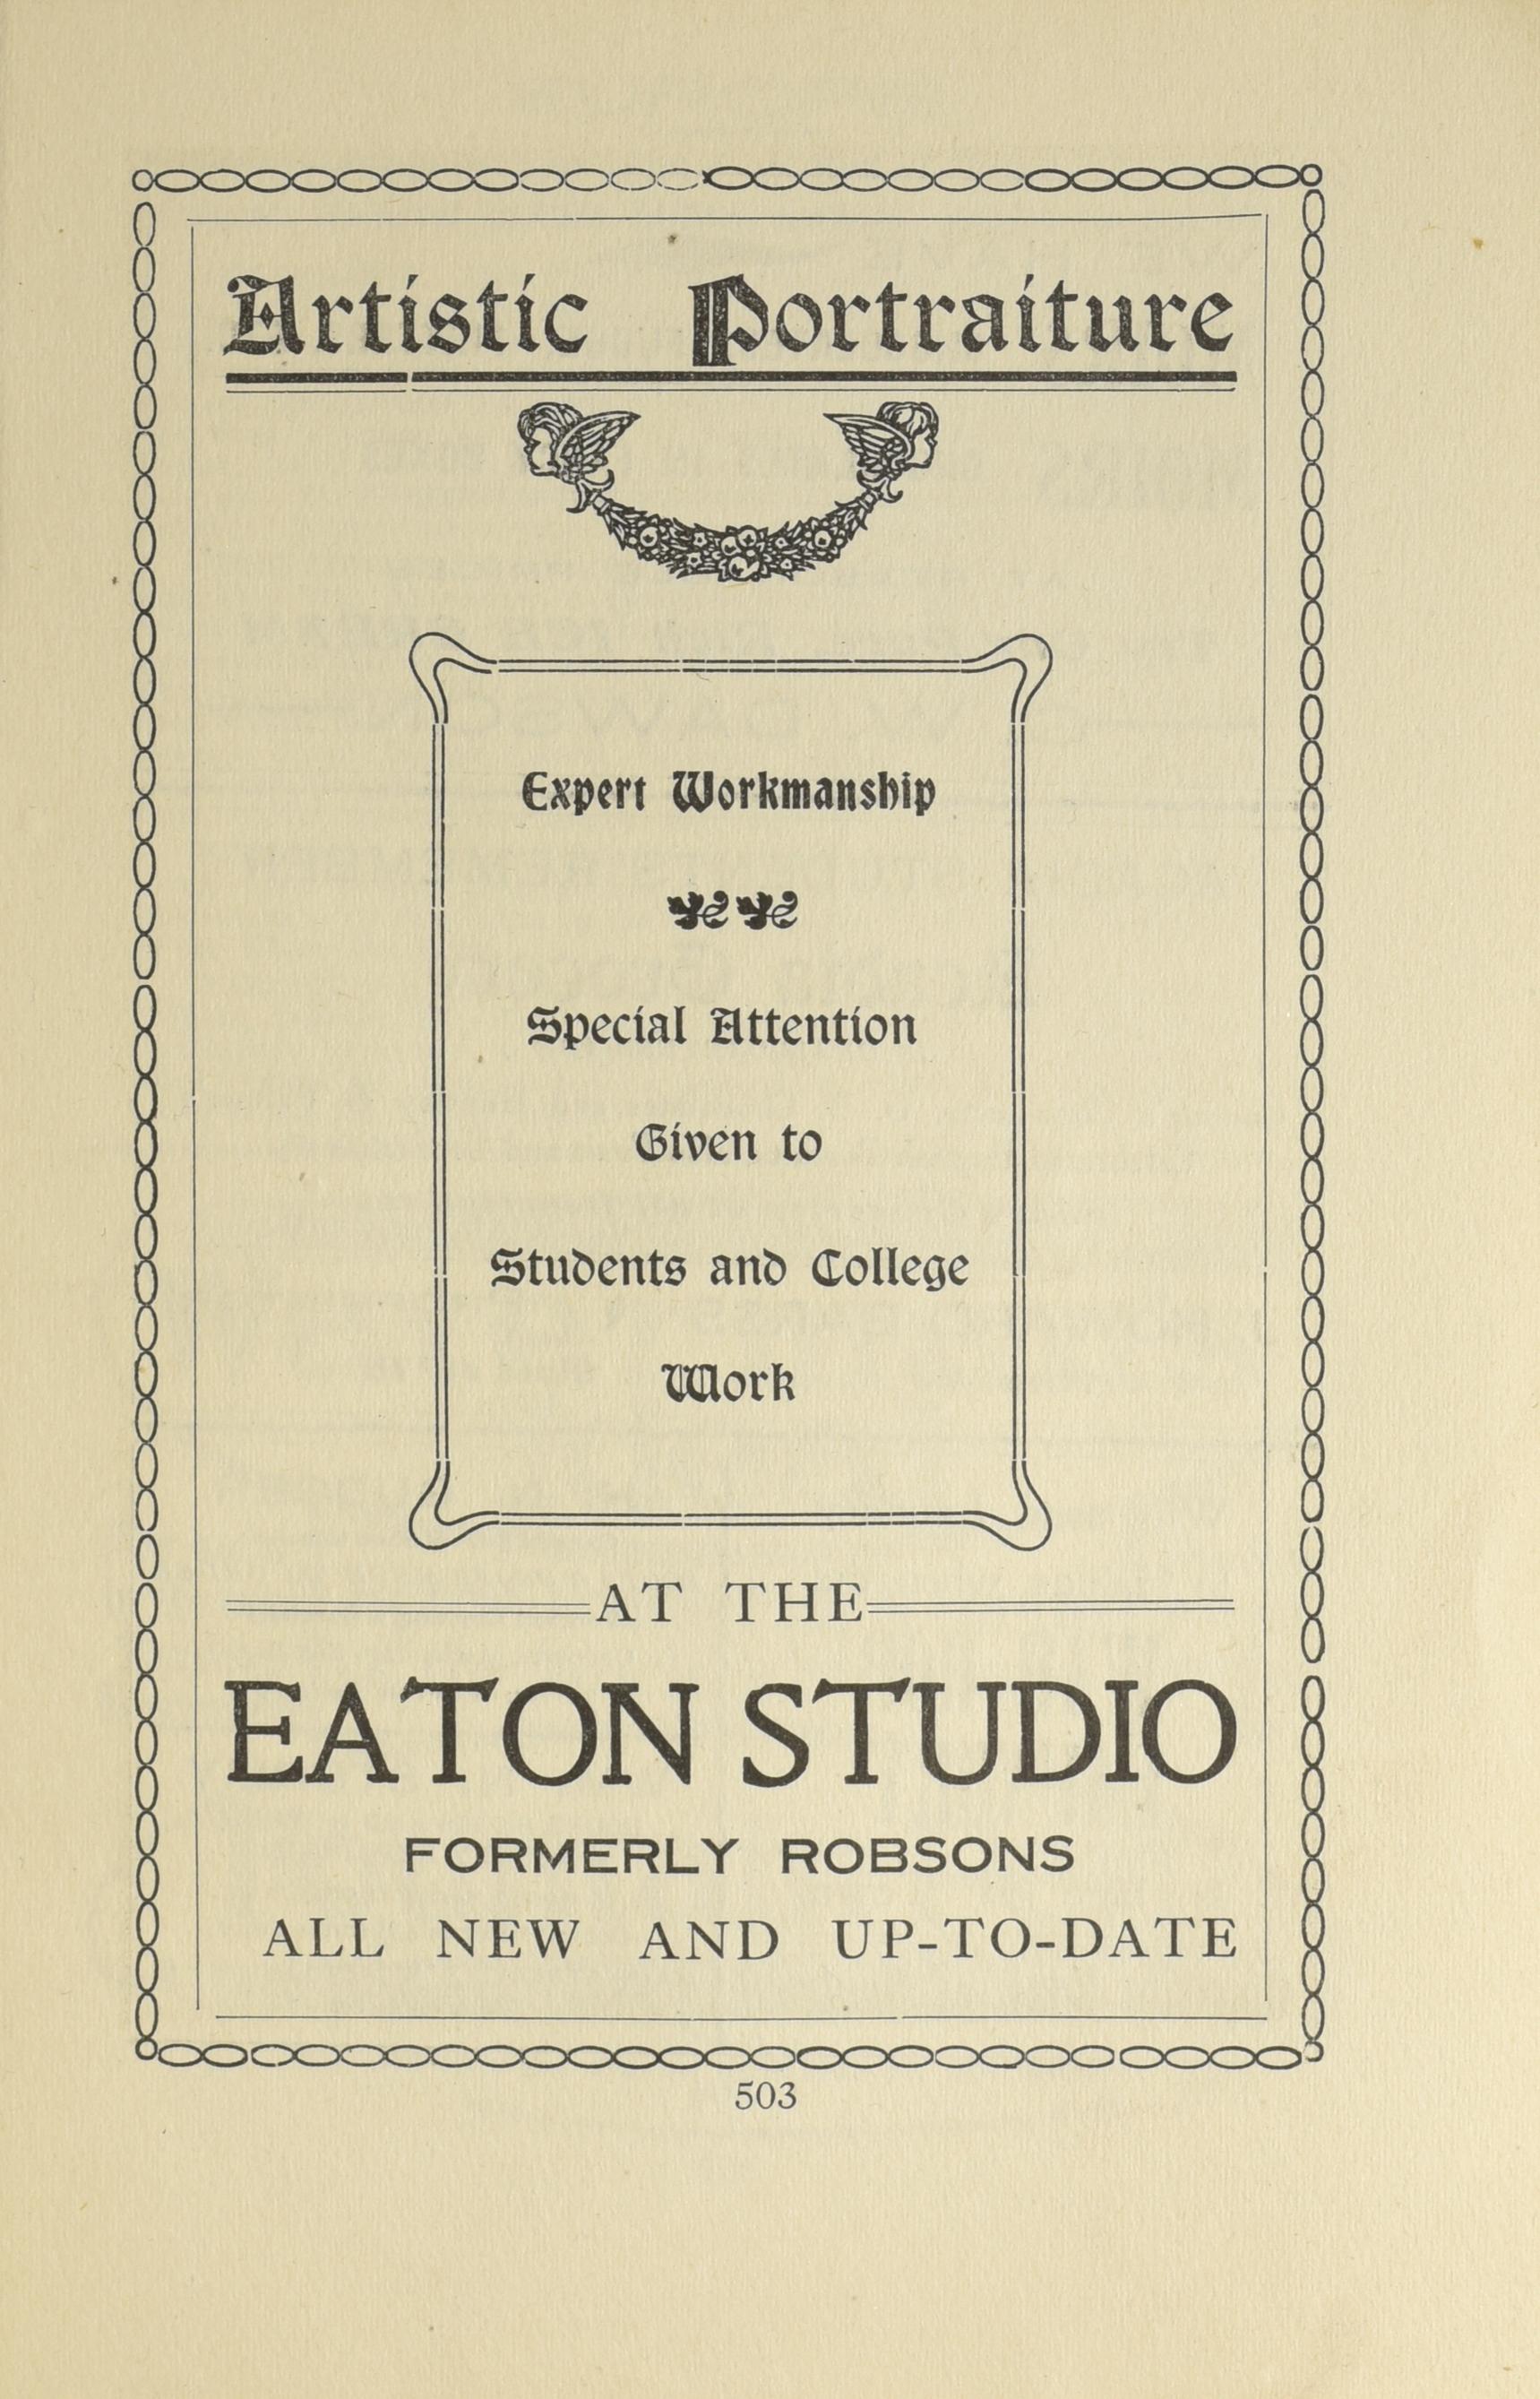 Artistic Portraiture
Expert Workmanship
Special Attention
Given to
Students and College
Work
AT THE
EATON STUDIO
FORMERLY ROBSONS
ALL NEW AND UP-TO-DATE
503